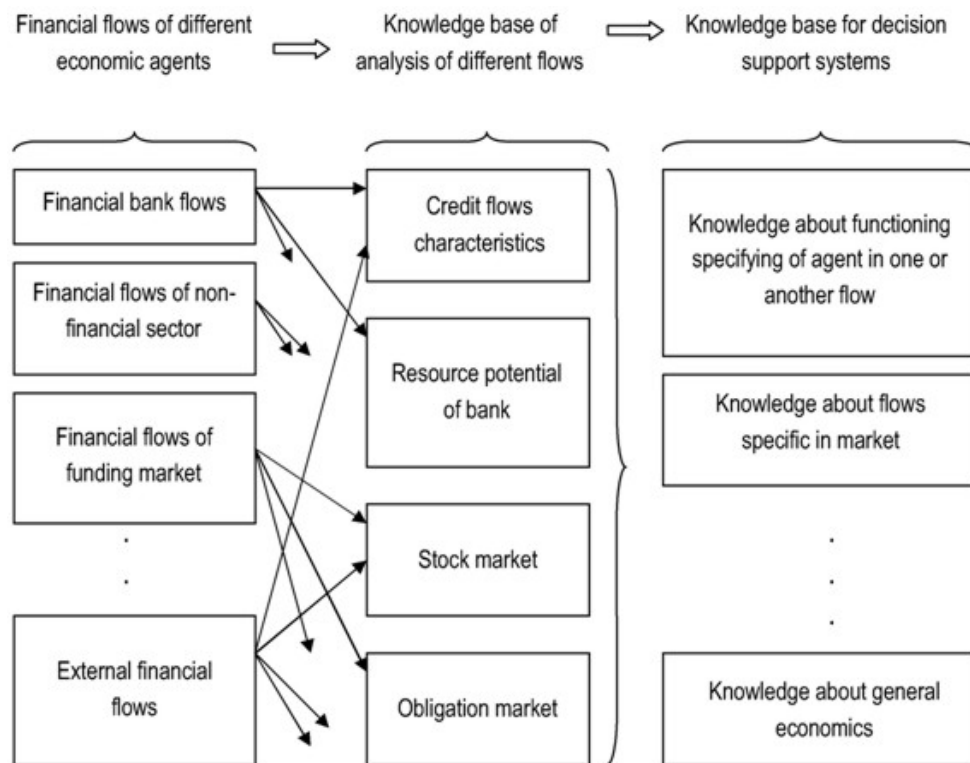 Financial flows of different
economic agents
Knowledge base of
analysis of different flows
Knowledge base for decision
support systems
Financial bank flows
Financial flows of non-
financial sector
Financial flows of
funding market
.
.
External financial
flows
Credit flows
characteristics
Resource potential
of bank
Stock market
Obligation market
Knowledge about functioning
specifying of agent in one or
another flow
Knowledge about flows
specific in market
.
.
.
Knowledge about general
economics